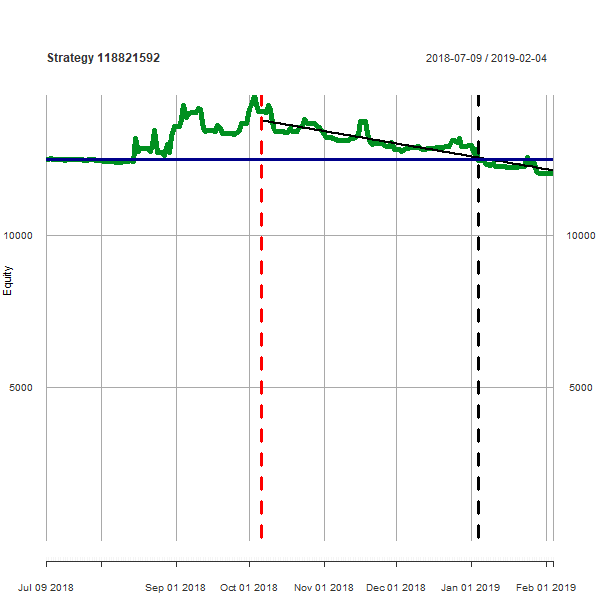 Strategy 118821592
2018-07-09 / 2019-02-04
10000
10000
Equity
5000
5000
Jul 09 2018
Sep 01 2018
Oct 01 2018
Nov 01 2018
Dec 01 2018
Jan 01 2019
Feb 01 2019